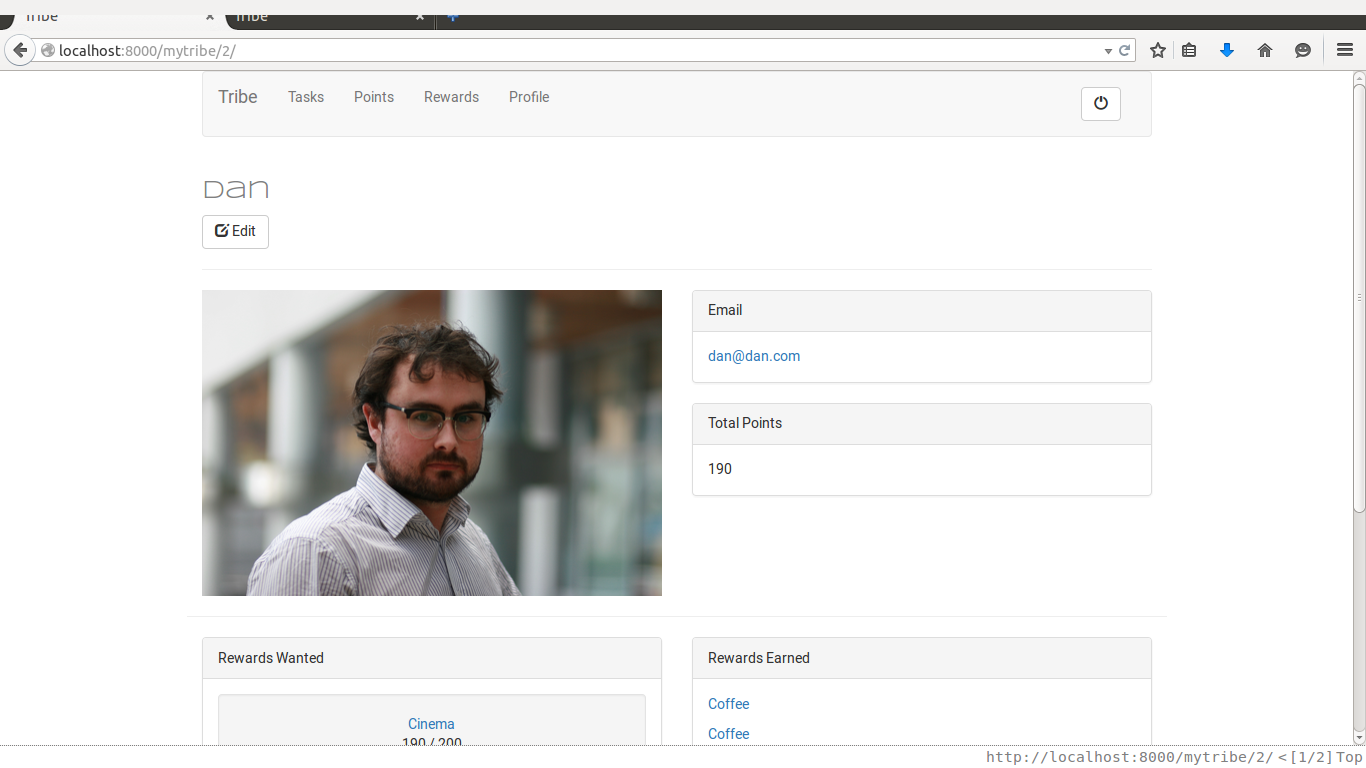 Tribe
Tribe
localhost:8000/mytribe/2/
Tribe Tasks Points Rewards Profile
Dan
Edit
Email
dan@dan.com
Total Points
190
Rewards Wanted
Cinema
190 / 200
Rewards Earned
Coffee
Coffee
http://localhost:8000/mytribe/2/ <[1/2] Top